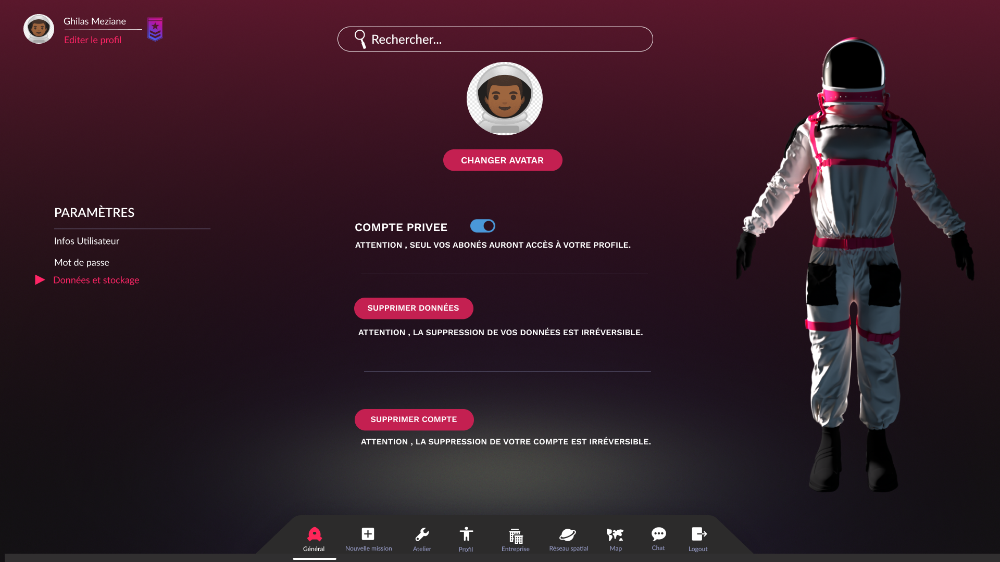 Ghilas Meziane
Editer le profil
Rechercher...
CHANGER AVATAR
PARAMÈTRES
Infos Utilisateur
Mot de passe
Données et stockage
COMPTE PRIVEE
ATTENTION , SEUL VOS ABONÉS AURONT ACCÈS À VOTRE PROFILE.
SUPPRIMER DONNÉES
ATTENTION , LA SUPPRESSION DE VOS DONNÉES EST IRRÉVERSIBLE.
SUPPRIMER COMPTE
ATTENTION , LA SUPPRESSION DE VOTRE COMPTE EST IRRÉVERSIBLE.
Général
Nouvelle mission
Atelier
Profil
Entreprise
Réseau spatial
Map
Chat
Logout